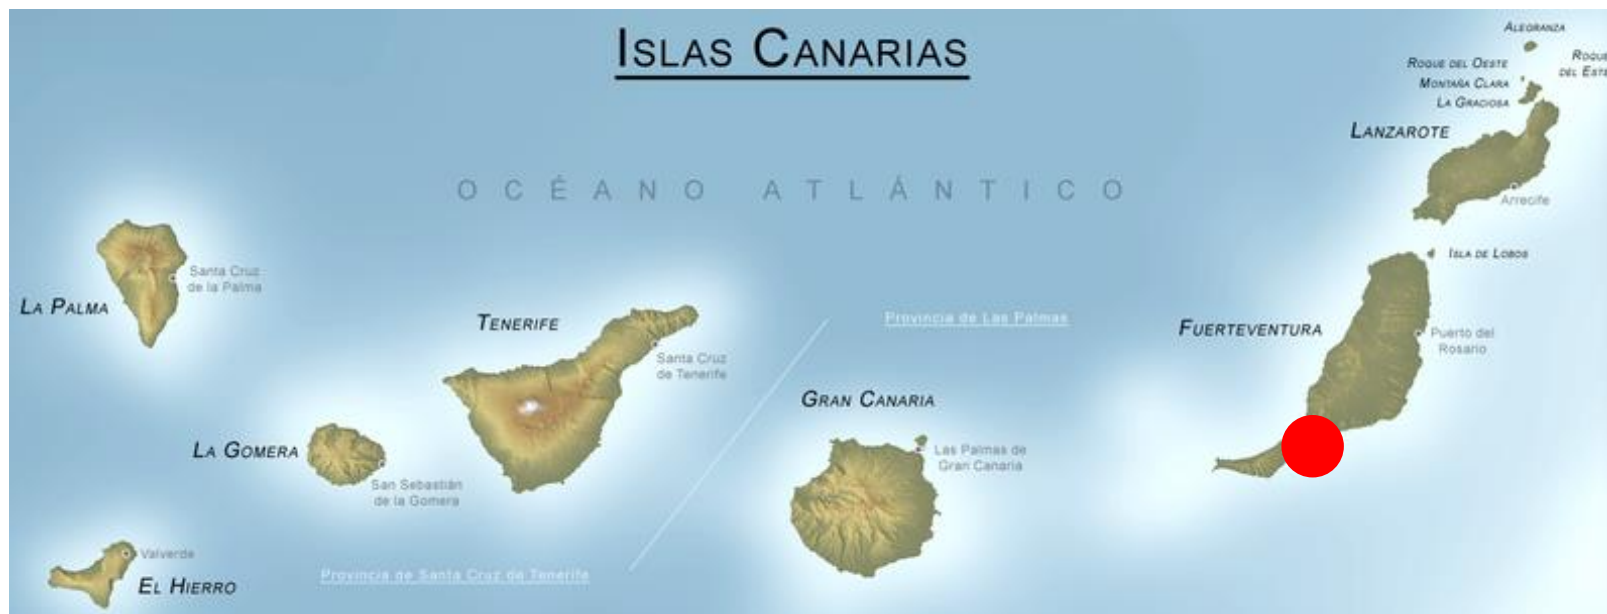 ISLAS CANARIAS
ALEGRANZA
ROQUE DEL OESTE
ROQUE
DEL ESTE
MONTAÑA CLARA
LA GRACIOSA
LANZAROTE
OCÉANO ATLÁNTICO
Arrecife
ISLA DE LOBOS
Santa Cruz
de la Palma
LA PALMA
TENERIFE
Provincia de Las Palmas
FUERTEVENTURA
Puerto del
Rosario
Santa Cruz
de Tenerife
GRAN CANARIA
LA GOMERA
Las Palmas de
Gran Canaria
San Sebastián
de la Gomera
Valverde
EL HIERRO
Provincia de Santa Cruz de Tenerife